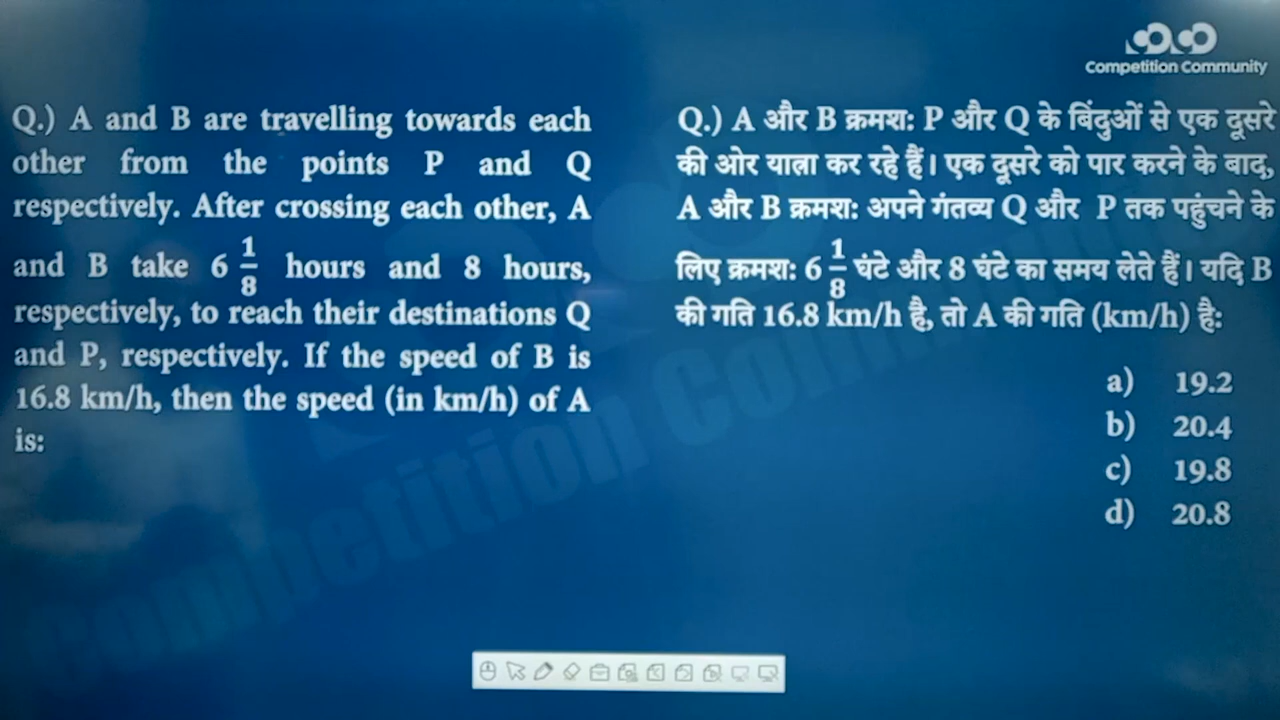 Competition Community
Q.) A and B are travelling towards each
other from the points P and Q
respectively. After crossing each other, A
and B take 6 1/8 hours and 8 hours,
respectively, to reach their destinations Q
and P, respectively. If the speed of B is
16.8 km/h, then the speed (in km/h) of A
is:
Q.) A और B क्रमश: P और Q के बिंदुओं से एक दूसरे
की ओर यात्रा कर रहे हैं। एक दूसरे को पार करने के बाद,
A और B क्रमश: अपने गंतव्य Q और P तक पहुंचने के
लिए क्रमश: 6 1/8 घंटे और 8 घंटे का समय लेते हैं। यदि B
की गति 16.8 km/h है, तो A की गति (km/h) है:
a) 19.2
b) 20.4
c) 19.8
d) 20.8
Competition Community